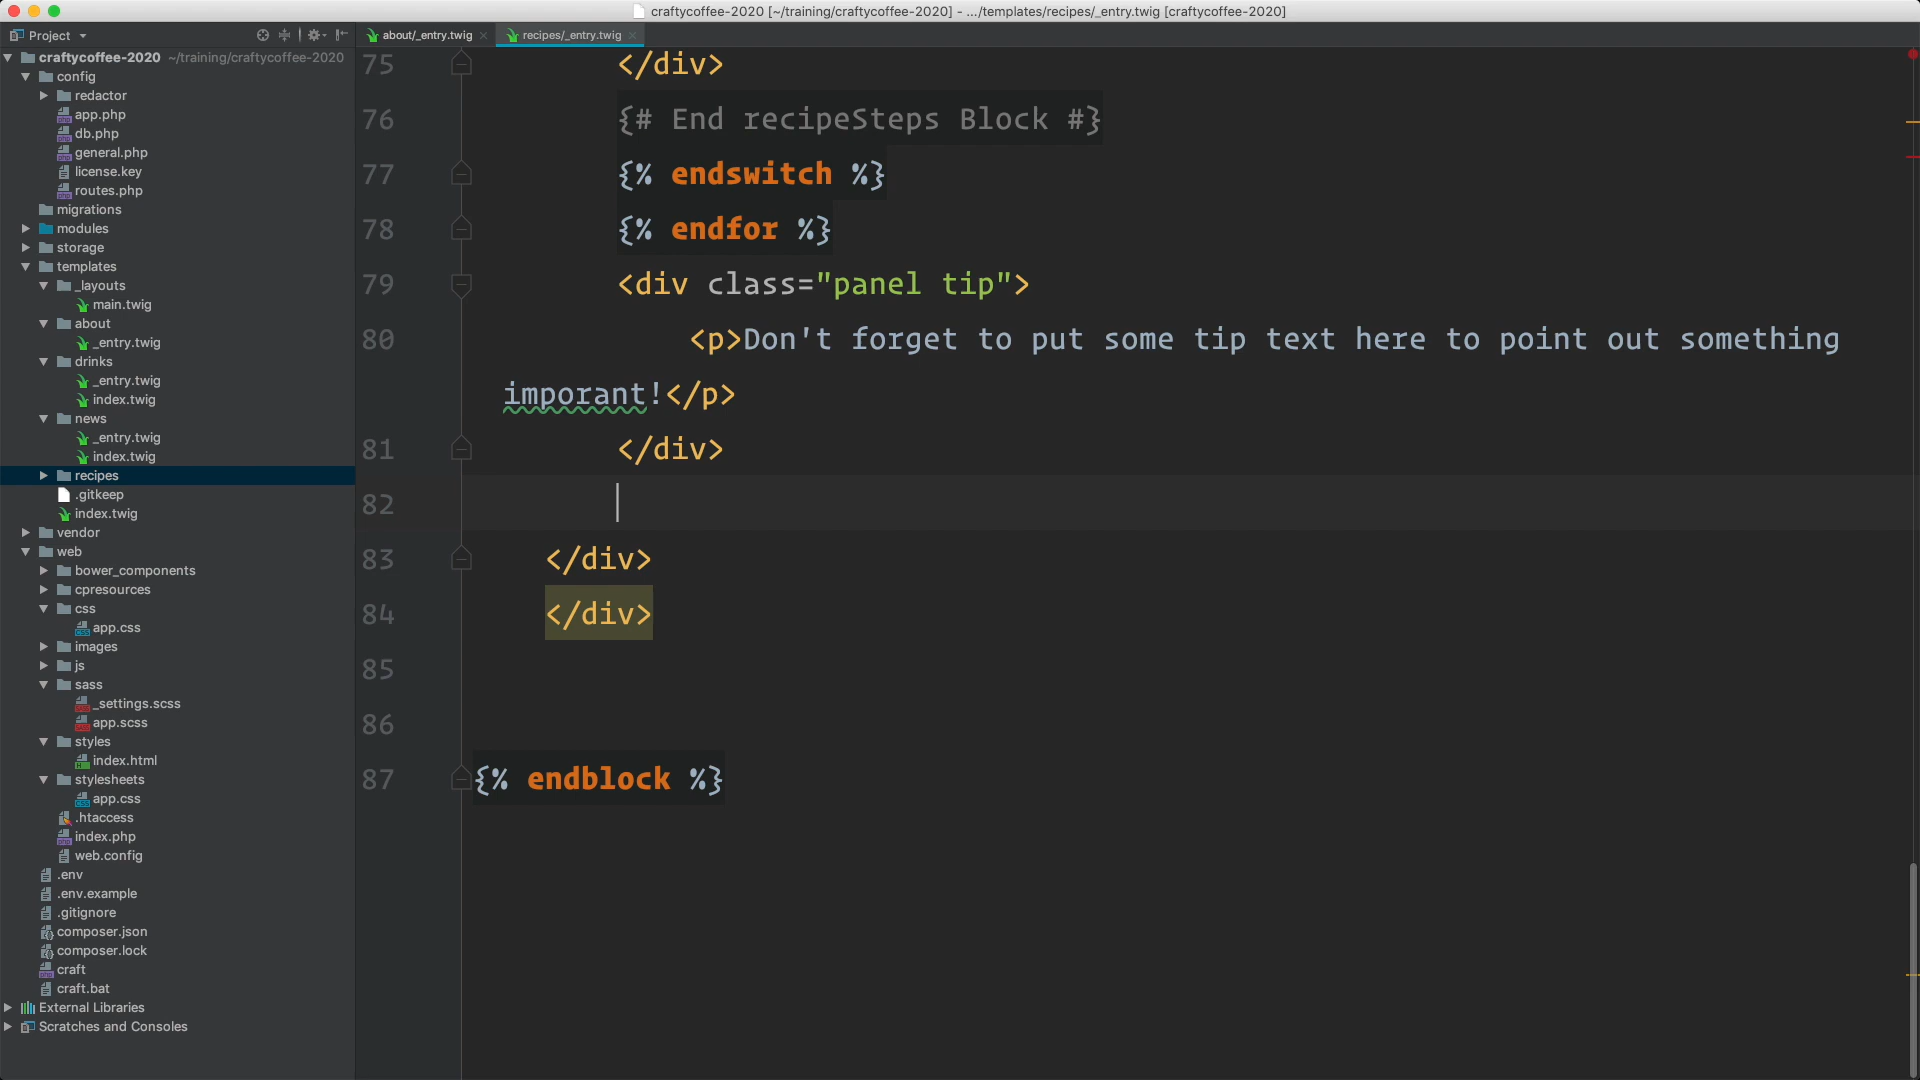 craftycoffee-2020 [~/training/craftycoffee-2020] - .../templates/recipes/_entry.twig [craftycoffee-2020]
Project
about/_entry.twig
recipes/_entry.twig
craftycoffee-2020 ~/training/craftycoffee-2020
config
redactor
app.php
db.php
general.php
license.key
routes.php
migrations
modules
storage
templates
_layouts
main.twig
about
_entry.twig
drinks
_entry.twig
index.twig
news
_entry.twig
index.twig
recipes
.gitkeep
index.twig
vendor
web
bower_components
cpresources
css
app.css
images
js
sass
_settings.scss
app.scss
styles
index.html
stylesheets
app.css
.htaccess
index.php
web.config
.env
.env.example
.gitignore
composer.json
composer.lock
craft
craft.bat
External Libraries
Scratches and Consoles
75 </div>
76 {# End recipeSteps Block #}
77 {% endswitch %}
78 {% endfor %}
79 <div class="panel tip">
80 <p>Don't forget to put some tip text here to point out something
imporant!</p>
81 </div>
82
83 </div>
84 </div>
85
86
87 {% endblock %}